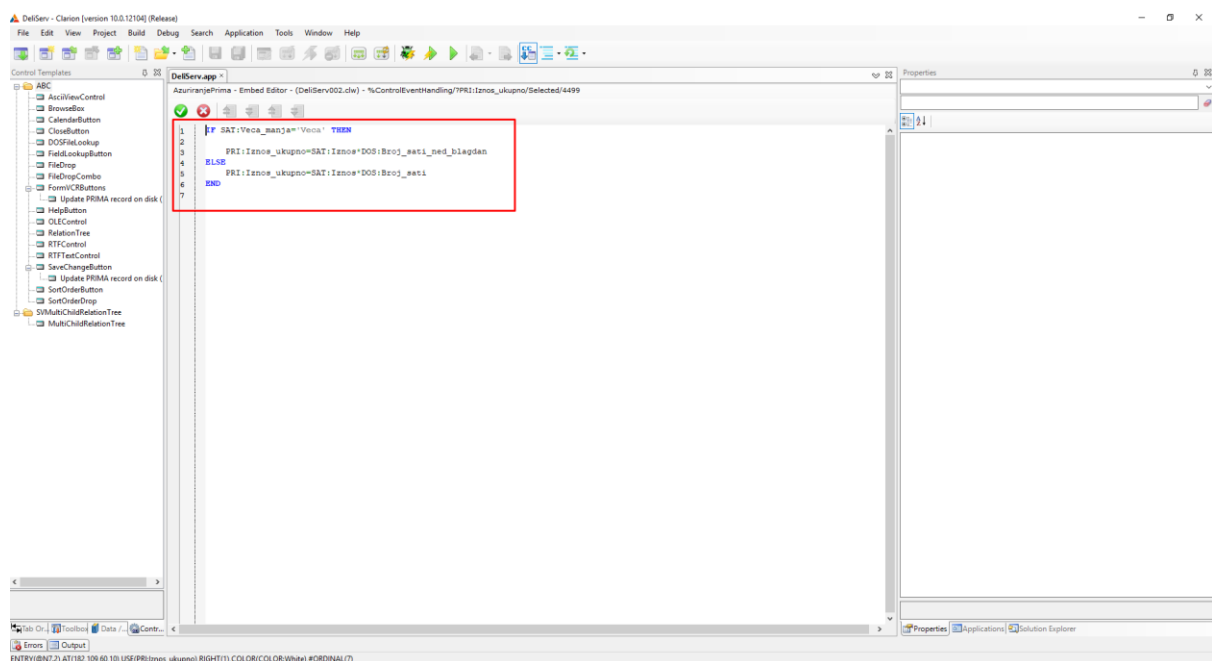 DeliServ - Clarion [version 10.0.12104] (Release)
File Edit View Project Build Debug Search Application Tools Window Help
Control Templates
ABC
AsciiViewControl
BrowseBox
CalendarButton
CloseButton
DOSFileLookup
FieldLookupButton
FileDrop
FileDropCombo
FormVCRButtons
Update PRIMA record on disk (
HelpButton
OLEControl
RelationTree
RTFControl
RTFTextControl
SaveChangeButton
Update PRIMA record on disk (
SortOrderButton
SortOrderDrop
SVMultiChildRelationTree
MultiChildRelationTree
DeliServ.app
AzuriranjePrima - Embed Editor - (DeliServ002.clw) - %ControlEventHandling/?PRI:Iznos_ukupno/Selected/4499
1 IF SAT:Veca_manja='Veca' THEN
2
3 PRI:Iznos_ukupno=SAT:Iznos*DOS:Broj_sati_ned_blagdan
4 ELSE
5 PRI:Iznos_ukupno=SAT:Iznos*DOS:Broj_sati
6 END
7
Properties
Tab Or... Toolbox Data /... Contr...
Properties Applications Solution Explorer
Errors Output
ENTRY(@N7.2),AT(182,109,60,10),USE(PRI:Iznos_ukupno),RIGHT(1),COLOR(COLOR:White),#ORDINAL(7)